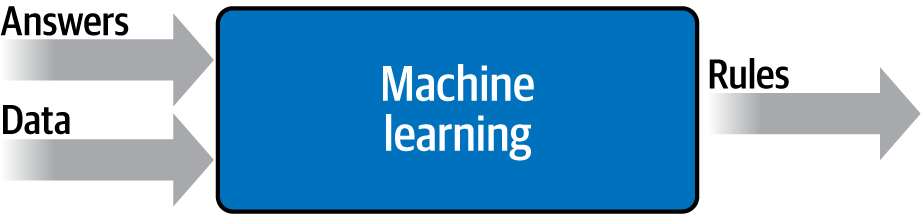 Answers
Data
Machine
learning
Rules